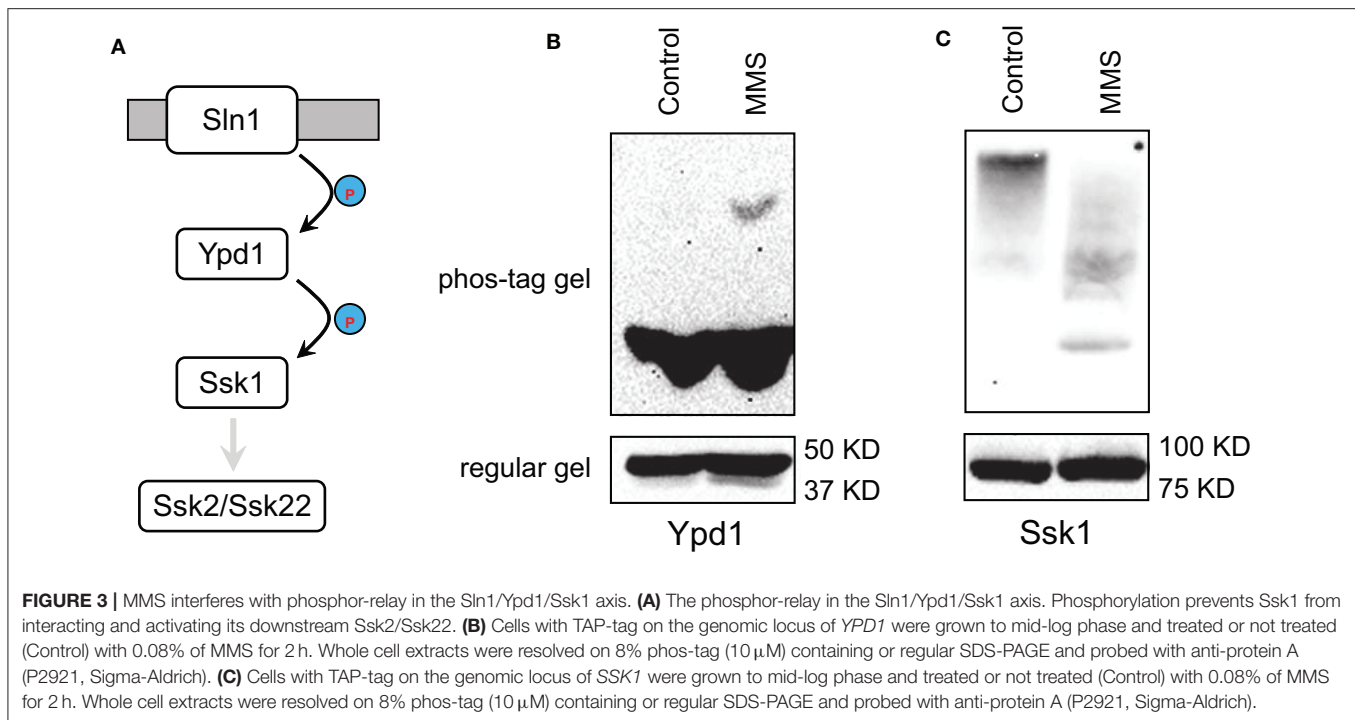 A
Sln1
P
Ypd1
P
Ssk1
Ssk2/Ssk22
B
Control
MMS
phos-tag gel
regular gel
50 KD
37 KD
Ypd1
C
Control
MMS
100 KD
75 KD
Ssk1
FIGURE 3 | MMS interferes with phosphor-relay in the Sln1/Ypd1/Ssk1 axis. (A) The phosphor-relay in the Sln1/Ypd1/Ssk1 axis. Phosphorylation prevents Ssk1 from
interacting and activating its downstream Ssk2/Ssk22. (B) Cells with TAP-tag on the genomic locus of YPD1 were grown to mid-log phase and treated or not treated
(Control) with 0.08% of MMS for 2 h. Whole cell extracts were resolved on 8% phos-tag (10 μM) containing or regular SDS-PAGE and probed with anti-protein A
(P2921, Sigma-Aldrich). (C) Cells with TAP-tag on the genomic locus of SSK1 were grown to mid-log phase and treated or not treated (Control) with 0.08% of MMS
for 2 h. Whole cell extracts were resolved on 8% phos-tag (10 μM) containing or regular SDS-PAGE and probed with anti-protein A (P2921, Sigma-Aldrich).